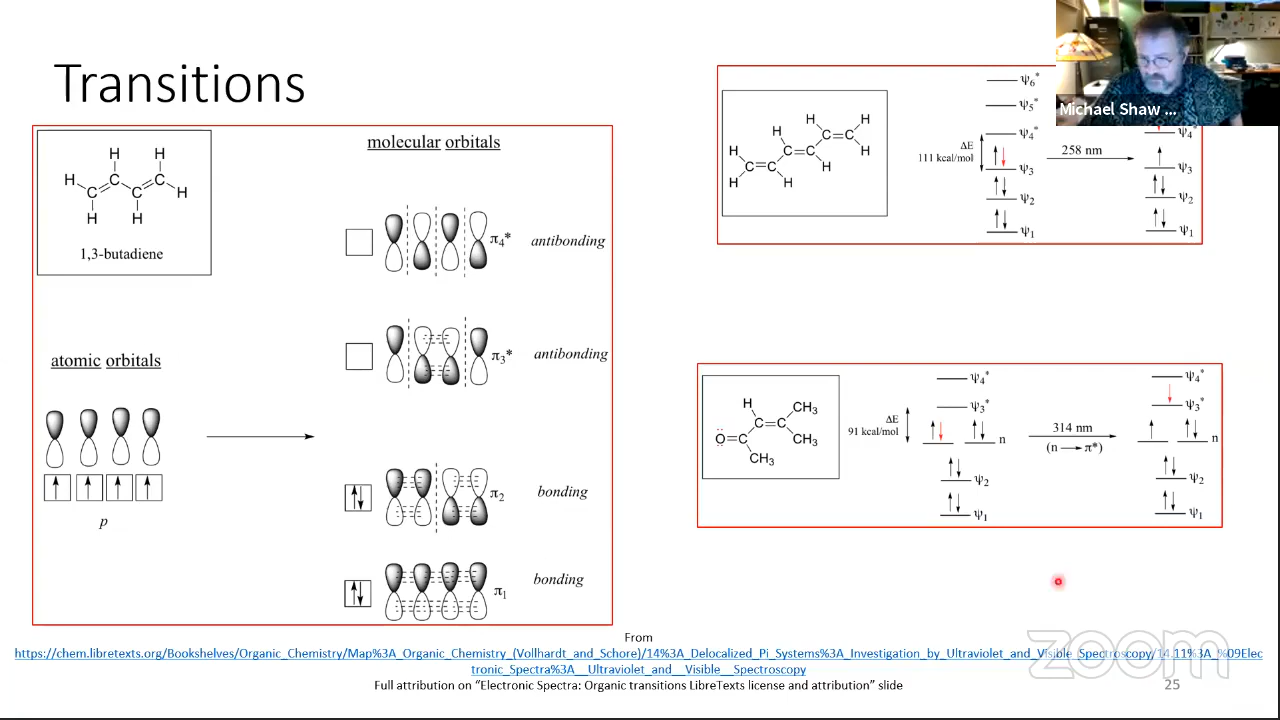 Transitions
H
H
H
C
C
C
C
H
H
H
1,3-butadiene
atomic orbitals
p
molecular orbitals
π4*
antibonding
π3*
antibonding
π2
bonding
π1
bonding
H
H
H
C
C
H
C
C
H
H
C
C
H
H
ΔE
111 kcal/mol
ψ6*
ψ5*
ψ4*
ψ3
ψ2
ψ1
258 nm
ψ4*
ψ3
ψ2
ψ1
Michael Shaw ...
H
CH3
C
C
O
C
CH3
CH3
ΔE
91 kcal/mol
ψ4*
ψ3*
n
ψ2
ψ1
314 nm
(n → π*)
ψ4*
ψ3*
n
ψ2
ψ1
From
https://chem.libretexts.org/Bookshelves/Organic_Chemistry/Map%3A_Organic_Chemistry_(Vollhardt_and_Schore)/14%3A_Delocalized_Pi_Systems%3A_Investigation_by_Ultraviolet_and_Visible_Spectroscopy/14.11%3A_%09Elec
tronic_Spectra%3A__Ultraviolet_and__Visible__Spectroscopy
Full attribution on “Electronic Spectra: Organic transitions LibreTexts license and attribution” slide
zoom
25